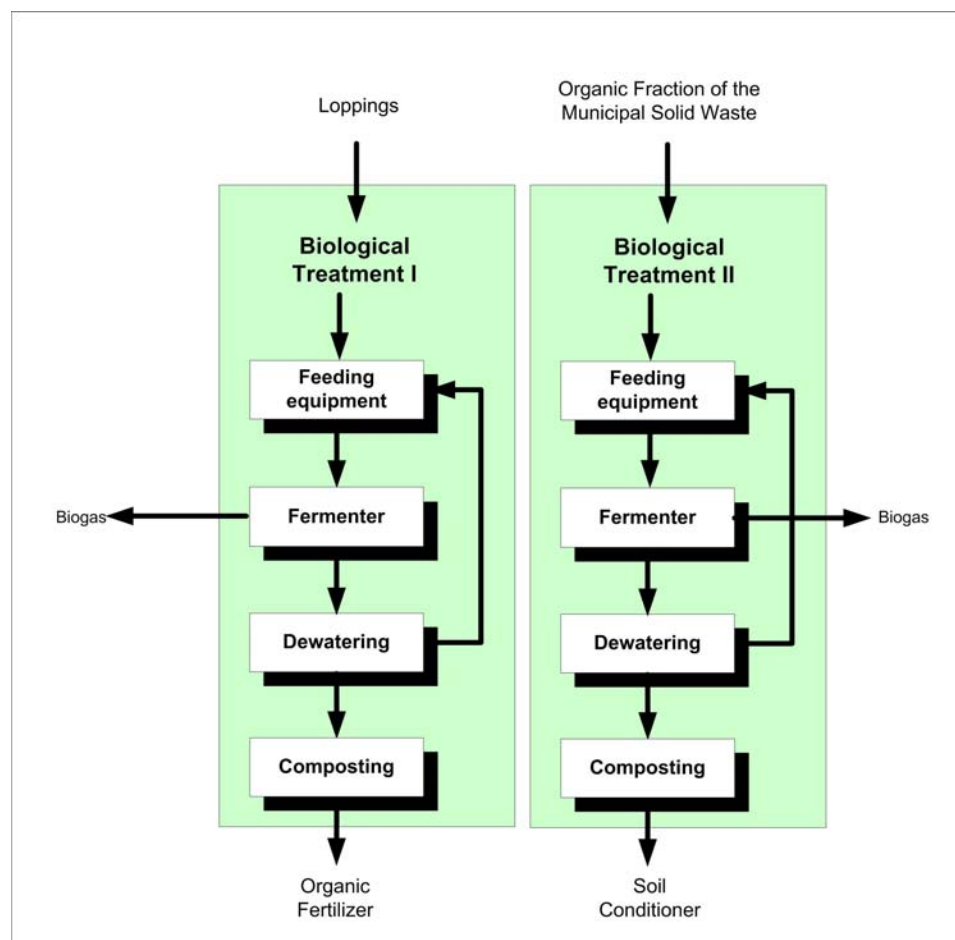 Loppings
Organic Fraction of the
Municipal Solid Waste
Biological
Treatment I
Feeding
equipment
Fermenter
Biogas
Dewatering
Composting
Organic
Fertilizer
Biological
Treatment II
Feeding
equipment
Fermenter
Biogas
Dewatering
Composting
Soil
Conditioner